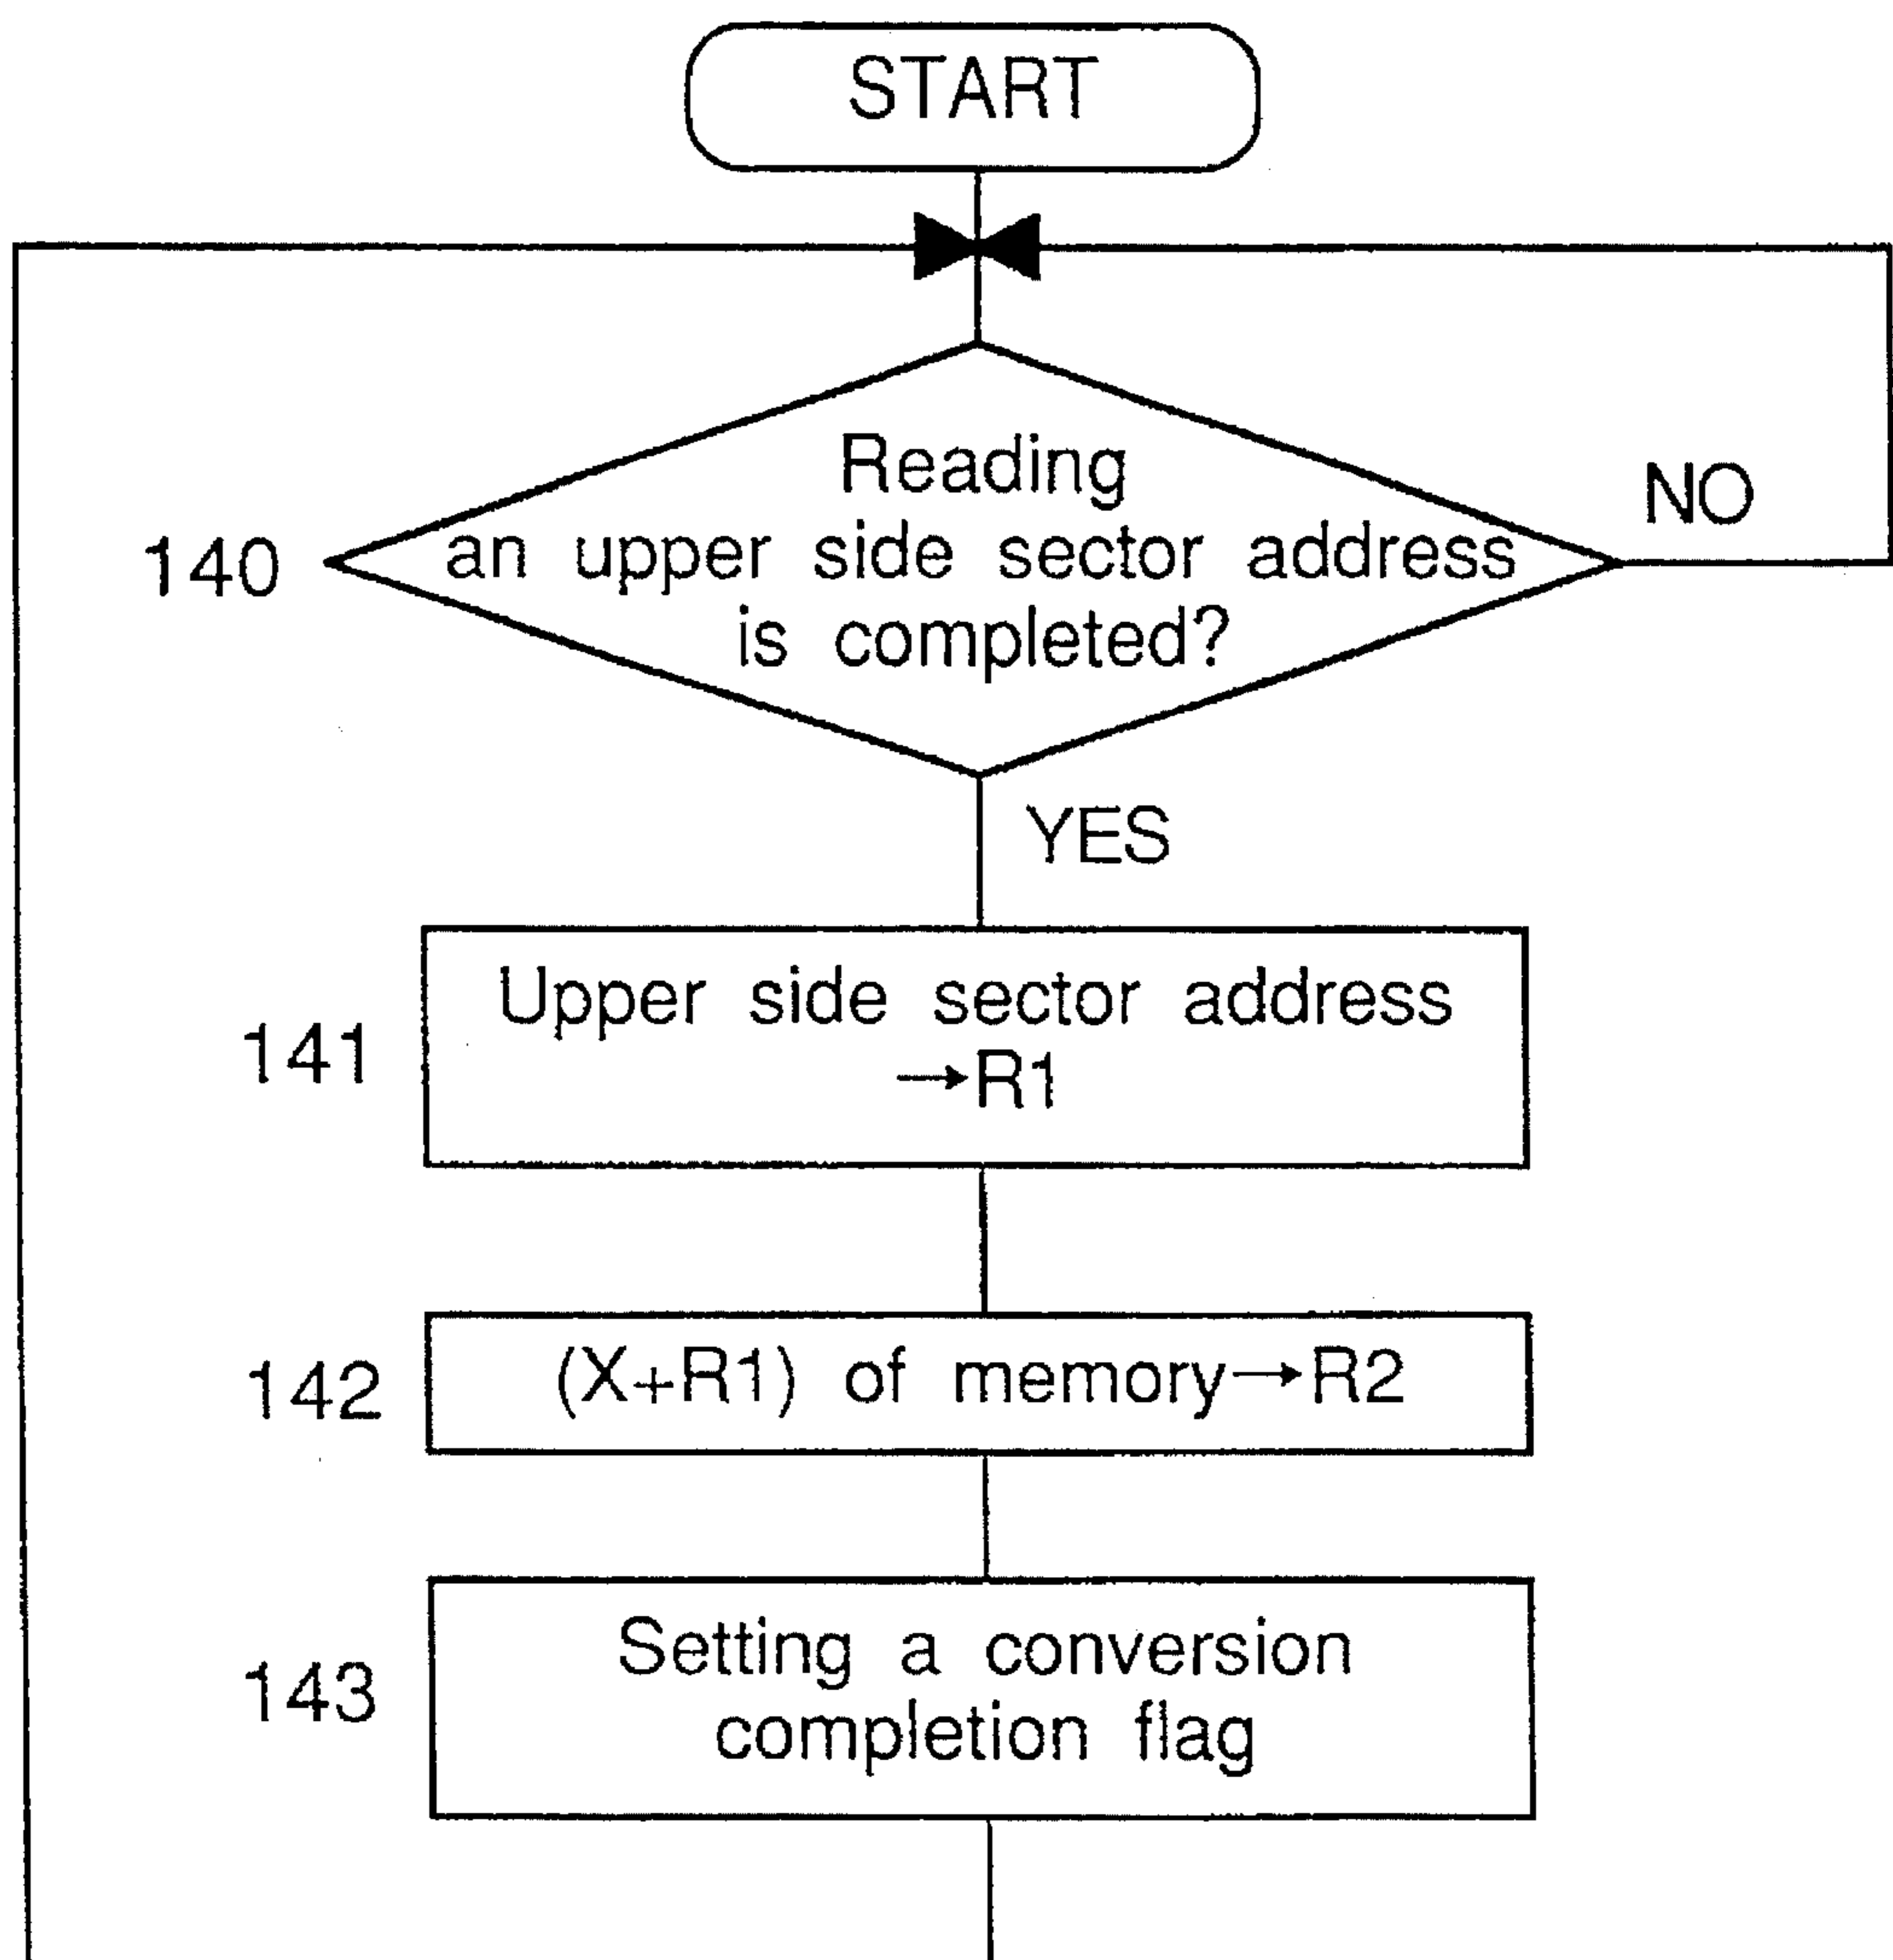 START
Reading
an upper side sector address
is completed?
NO
140
YES
Upper side sector address
→R1
141
(X+R1) of memory→R2
142
Setting a conversion
completion flag
143